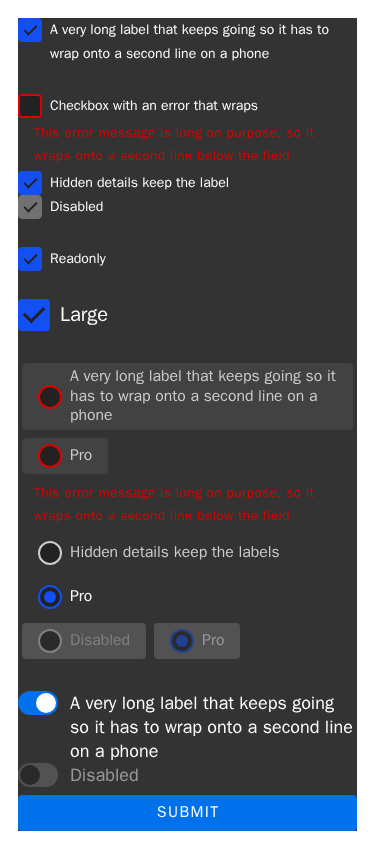 A very long label that keeps going so it has to
wrap onto a second line on a phone
Checkbox with an error that wraps
This error message is long on purpose, so it
wraps onto a second line below the field
Hidden details keep the label
Disabled
Readonly
Large
A very long label that keeps going so it
has to wrap onto a second line on a
phone
Pro
This error message is long on purpose, so it
wraps onto a second line below the field
Hidden details keep the labels
Pro
Disabled
Pro
A very long label that keeps going
so it has to wrap onto a second line
on a phone
Disabled
SUBMIT